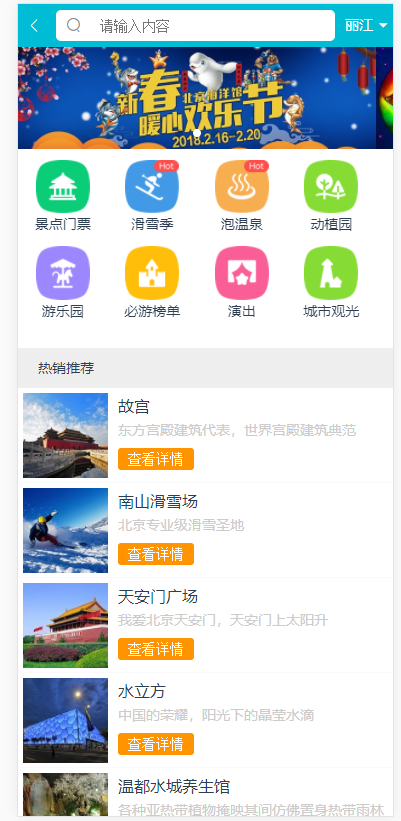 请输入内容
丽江
新春
北京海洋馆
暖心欢乐节
2018.2.16-2.20
Hot
Hot
景点门票
滑雪季
泡温泉
动植园
游乐园
必游榜单
演出
城市观光
热销推荐
故宫
东方宫殿建筑代表，世界宫殿建筑典范
查看详情
南山滑雪场
北京专业级滑雪圣地
查看详情
天安门广场
我爱北京天安门，天安门上太阳升
查看详情
水立方
中国的荣耀，阳光下的晶莹水滴
查看详情
温都水城养生馆
各种亚热带植物掩映其间仿佛置身热带雨林